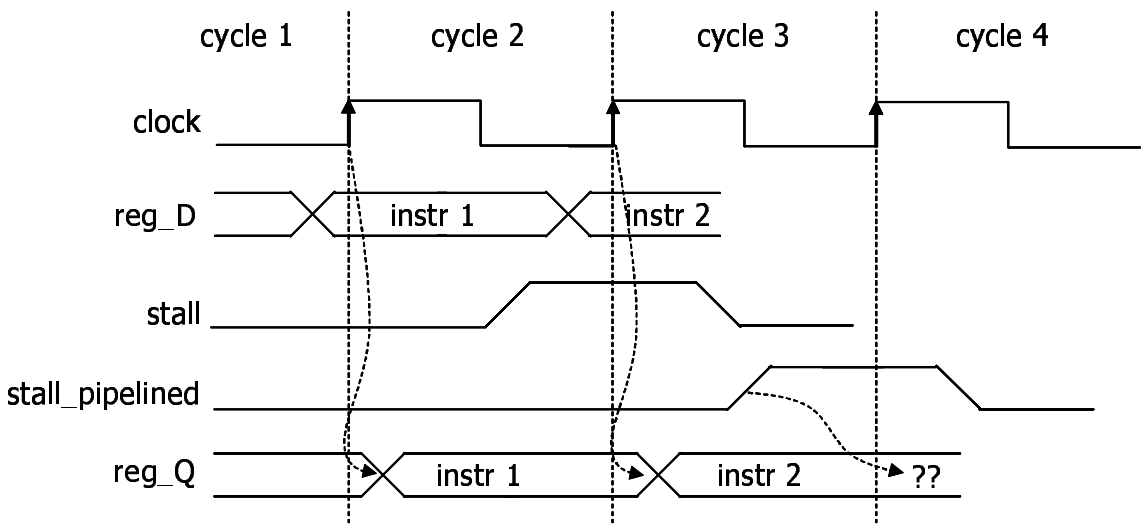 cycle 1 cycle 2 cycle 3 cycle 4
clock
reg_D instr 1 instr 2
stall
stall_pipelined
reg_Q instr 1 instr 2 ??